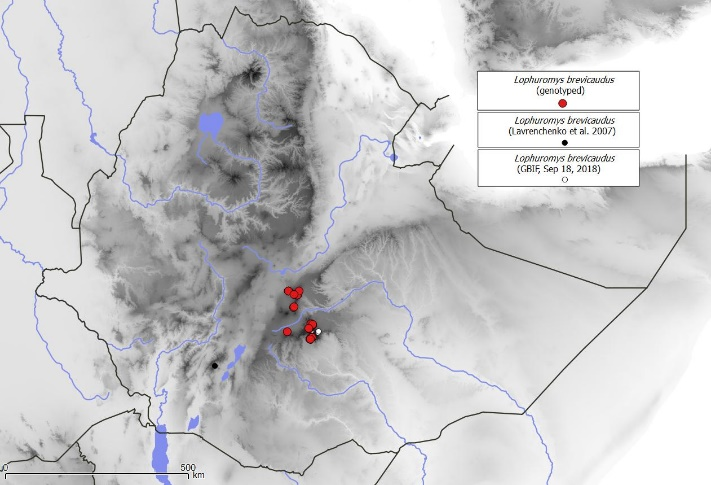 Lophuromys brevicaudus
(genotyped)
Lophuromys brevicaudus
(Lavrenchenko et al. 2007)
Lophuromys brevicaudus
(GBIF, Sep 18, 2018)
0 500
km